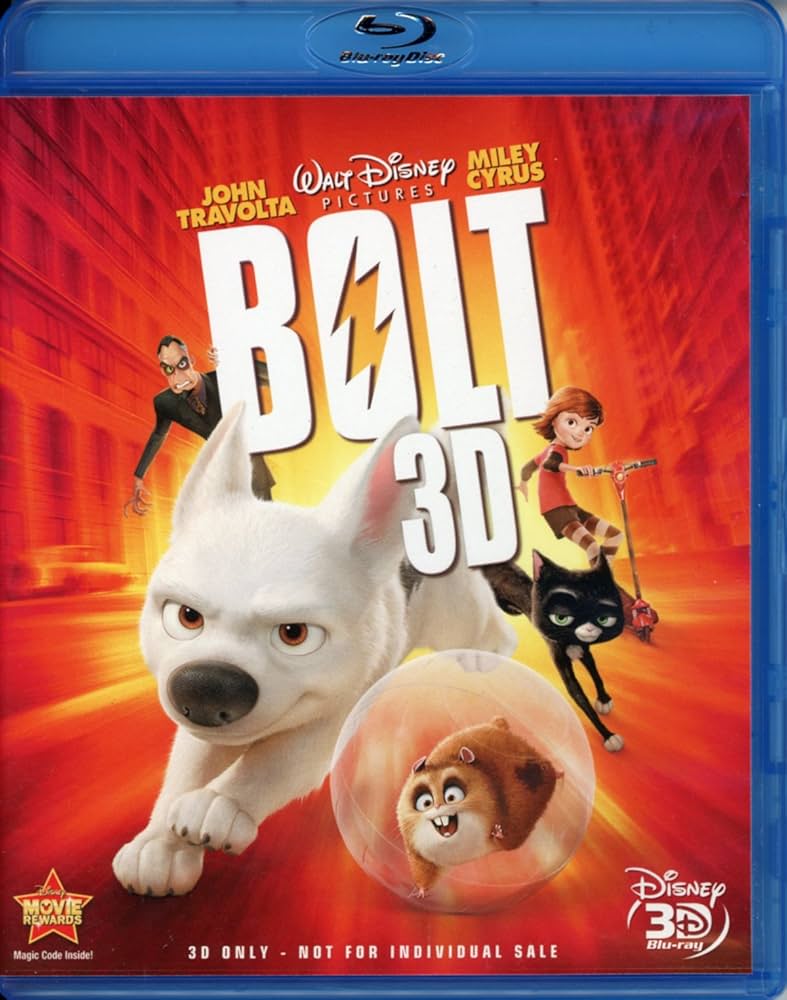 Blu-ray Disc
JOHN
TRAVOLTA
WALT DISNEY
PICTURES
MILEY
CYRUS
BOLT
3D
Disney
MOVIE
REWARDS
Magic Code Inside!
3D ONLY - NOT FOR INDIVIDUAL SALE
Disney
3D
Blu-ray